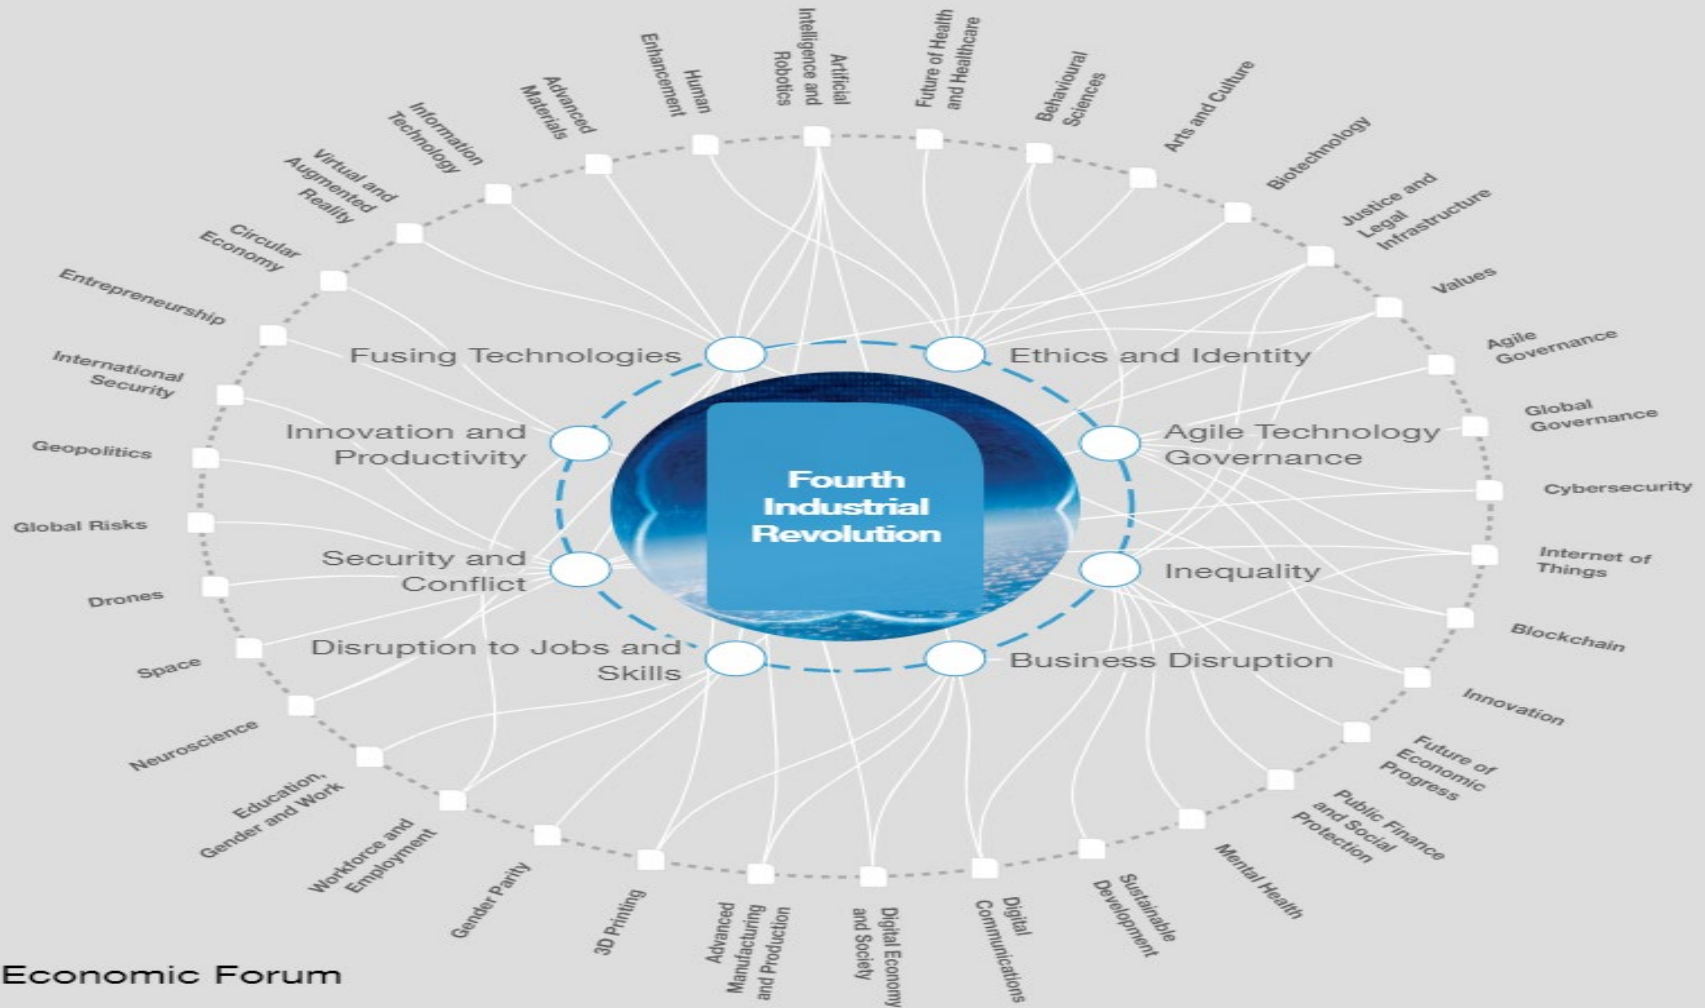 Artificial
Intelligence and
Robotics
Future of Health
and Healthcare
Behavioural
Sciences
Arts and Culture
Biotechnology
Justice and
Legal
Infrastructure
Values
Agile
Governance
Global
Governance
Cybersecurity
Internet of
Things
Blockchain
Innovation
Future of
Economic
Progress
Public Finance
and Social
Protection
Mental Health
Sustainable
Development
Digital
Communications
Digital Economy
and Society
Advanced
Manufacturing
and Production
3D Printing
Gender Parity
Workforce and
Employment
Education,
Gender and Work
Neuroscience
Space
Drones
Global Risks
Geopolitics
International
Security
Entrepreneurship
Circular
Economy
Virtual and
Augmented
Reality
Information
Technology
Advanced
Materials
Human
Enhancement
Fusing Technologies
Ethics and Identity
Innovation and
Productivity
Agile Technology
Governance
Security and
Conflict
Inequality
Disruption to Jobs and
Skills
Business Disruption
Fourth
Industrial
Revolution
Economic Forum